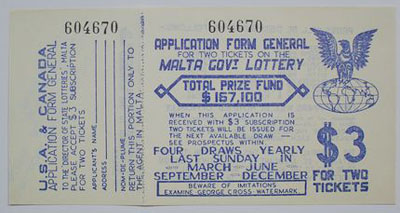 604670
604670
U.S.A. & CANADA
APPLICATION FORM GENERAL
TO THE DIRECTOR OF STATE LOTTERIES - MALTA
PLEASE ACCEPT $3 SUBSCRIPTION
FOR TWO TICKETS
APPLICANT'S NAME
ADDRESS
NOM-DE-PLUME
RETURN THIS PORTION ONLY TO
THE AGENT, IN MALTA
APPLICATION FORM GENERAL
FOR TWO TICKETS ON THE
MALTA GOVT. LOTTERY
TOTAL PRIZE FUND
$ 167,100
WHEN THIS APPLICATION IS
RECEIVED WITH $3 SUBSCRIPTION
TWO TICKETS WILL BE ISSUED FOR
THE NEXT AVAILABLE DRAW —
SEE PROSPECTUS WITHIN
FOUR DRAWS YEARLY
LAST SUNDAY IN
MARCH - JUNE
SEPTEMBER - DECEMBER
BEWARE OF IMITATIONS
EXAMINE GEORGE CROSS WATERMARK
$3
FOR TWO
TICKETS